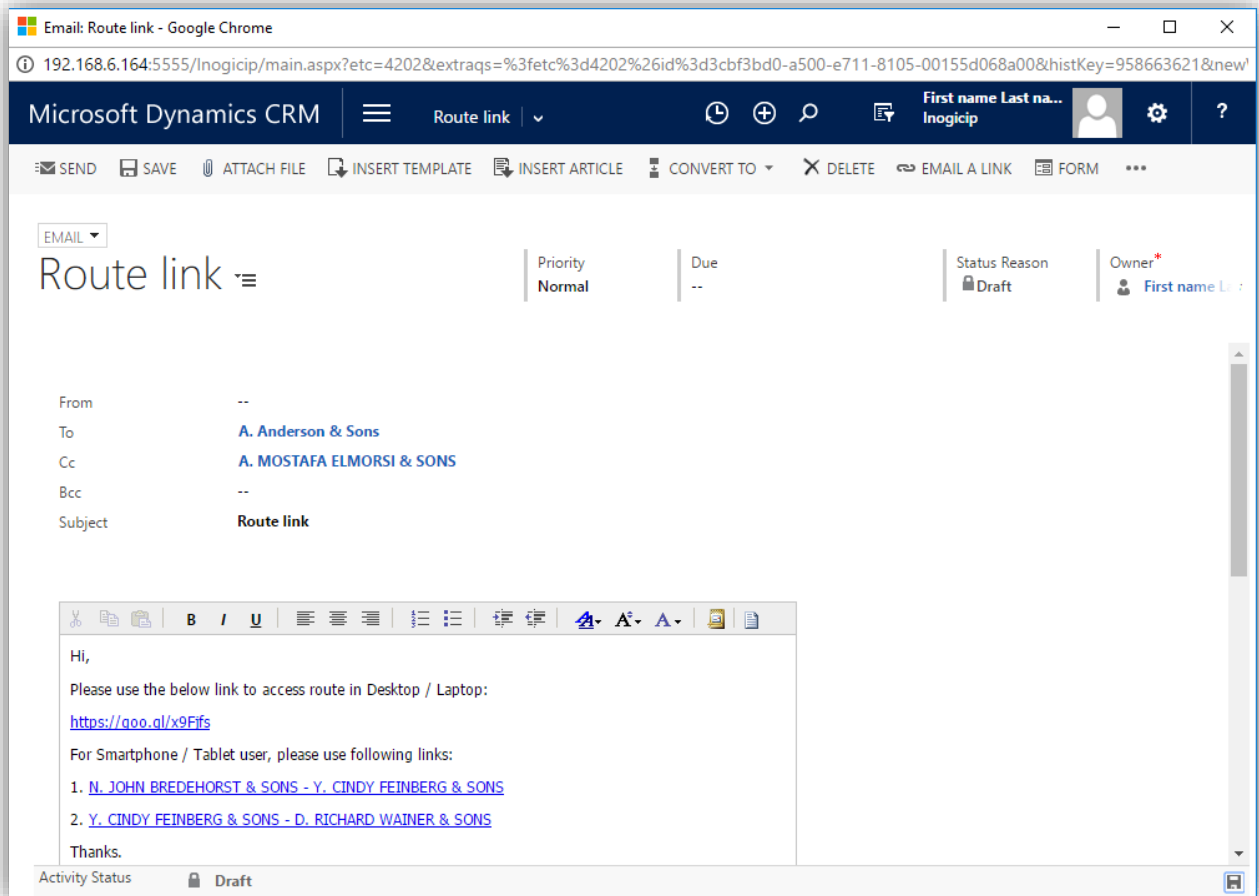 Email: Route link - Google Chrome
192.168.6.164:5555/Inogicip/main.aspx?etc=4202&extraqs=%3fetc%3d4202%26id%3d3cbf3bd0-a500-e711-8105-00155d068a00&histKey=958663621&new
Microsoft Dynamics CRM Route link First name Last na... Inogicip ?
SEND SAVE ATTACH FILE INSERT TEMPLATE INSERT ARTICLE CONVERT TO DELETE EMAIL A LINK FORM •••
EMAIL
Route link
Priority Due Status Reason Owner*
Normal -- Draft First name L
From --
To A. Anderson & Sons
Cc A. MOSTAFA ELMORSI & SONS
Bcc --
Subject Route link
B I U A A A
Hi,
Please use the below link to access route in Desktop / Laptop:
https://goo.gl/x9Fjfs
For Smartphone / Tablet user, please use following links:
1. N. JOHN BREDEHORST & SONS - Y. CINDY FEINBERG & SONS
2. Y. CINDY FEINBERG & SONS - D. RICHARD WAINER & SONS
Thanks.
Activity Status Draft